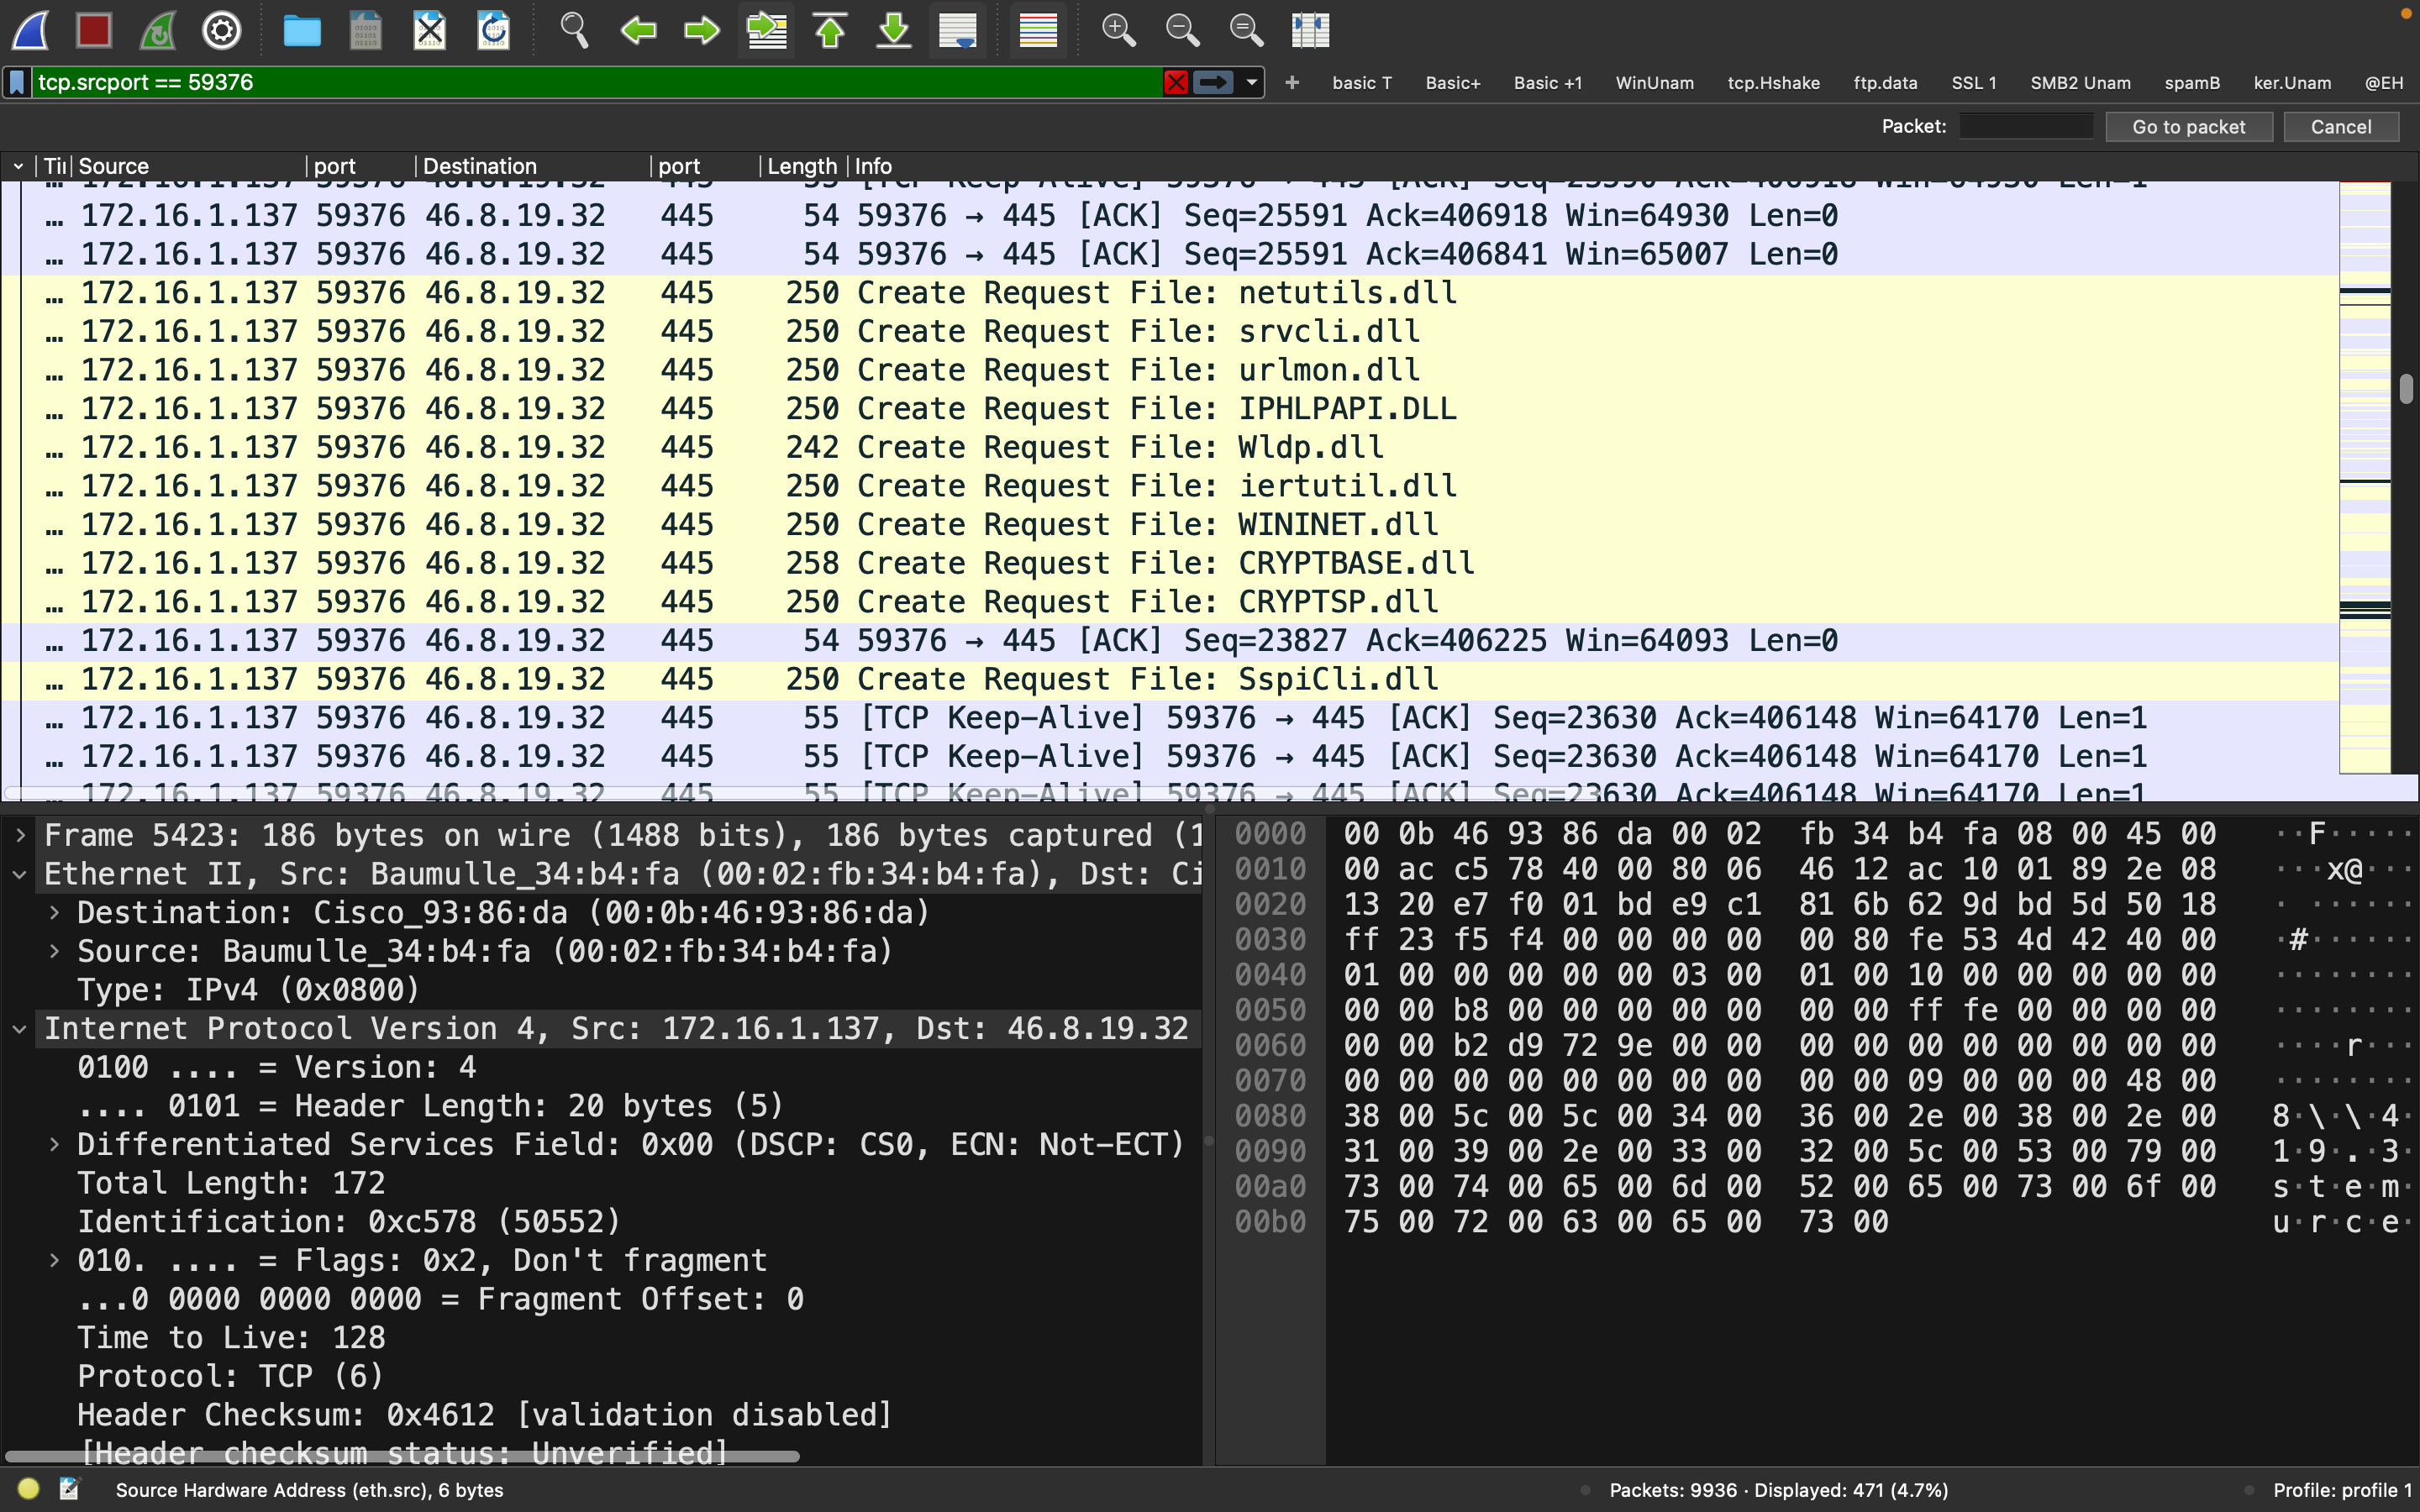 tcp.srcport == 59376
+ basic T Basic+ Basic +1 WinUnam tcp.Hshake ftp.data SSL 1 SMB2 Unam spamB ker.Unam @EH
Packet: Go to packet Cancel
Source port Destination port Length Info
… 172.16.1.137 59376 46.8.19.32 445 54 59376 → 445 [ACK] Seq=25591 Ack=406918 Win=64930 Len=0
… 172.16.1.137 59376 46.8.19.32 445 54 59376 → 445 [ACK] Seq=25591 Ack=406841 Win=65007 Len=0
… 172.16.1.137 59376 46.8.19.32 445 250 Create Request File: netutils.dll
… 172.16.1.137 59376 46.8.19.32 445 250 Create Request File: srvcli.dll
… 172.16.1.137 59376 46.8.19.32 445 250 Create Request File: urlmon.dll
… 172.16.1.137 59376 46.8.19.32 445 250 Create Request File: IPHLPAPI.DLL
… 172.16.1.137 59376 46.8.19.32 445 242 Create Request File: Wldp.dll
… 172.16.1.137 59376 46.8.19.32 445 250 Create Request File: iertutil.dll
… 172.16.1.137 59376 46.8.19.32 445 250 Create Request File: WININET.dll
… 172.16.1.137 59376 46.8.19.32 445 258 Create Request File: CRYPTBASE.dll
… 172.16.1.137 59376 46.8.19.32 445 250 Create Request File: CRYPTSP.dll
… 172.16.1.137 59376 46.8.19.32 445 54 59376 → 445 [ACK] Seq=23827 Ack=406225 Win=64093 Len=0
… 172.16.1.137 59376 46.8.19.32 445 250 Create Request File: SspiCli.dll
… 172.16.1.137 59376 46.8.19.32 445 55 [TCP Keep-Alive] 59376 → 445 [ACK] Seq=23630 Ack=406148 Win=64170 Len=1
… 172.16.1.137 59376 46.8.19.32 445 55 [TCP Keep-Alive] 59376 → 445 [ACK] Seq=23630 Ack=406148 Win=64170 Len=1
… 172.16.1.137 59376 46.8.19.32 445 55 [TCP Keep-Alive] 59376 → 445 [ACK] Seq=23630 Ack=406148 Win=64170 Len=1
Frame 5423: 186 bytes on wire (1488 bits), 186 bytes captured (1
Ethernet II, Src: Baumulle_34:b4:fa (00:02:fb:34:b4:fa), Dst: Ci
Destination: Cisco_93:86:da (00:0b:46:93:86:da)
Source: Baumulle_34:b4:fa (00:02:fb:34:b4:fa)
Type: IPv4 (0x0800)
Internet Protocol Version 4, Src: 172.16.1.137, Dst: 46.8.19.32
0100 .... = Version: 4
.... 0101 = Header Length: 20 bytes (5)
Differentiated Services Field: 0x00 (DSCP: CS0, ECN: Not-ECT)
Total Length: 172
Identification: 0xc578 (50552)
010. .... = Flags: 0x2, Don't fragment
...0 0000 0000 0000 = Fragment Offset: 0
Time to Live: 128
Protocol: TCP (6)
Header Checksum: 0x4612 [validation disabled]
[Header checksum status: Unverified]
0000 00 0b 46 93 86 da 00 02 fb 34 b4 fa 08 00 45 00 ··F·····
0010 00 ac c5 78 40 00 80 06 46 12 ac 10 01 89 2e 08 ···x@···
0020 13 20 e7 f0 01 bd e9 c1 81 6b 62 9d bd 5d 50 18 · ······
0030 ff 23 f5 f4 00 00 00 00 00 80 fe 53 4d 42 40 00 ·#······
0040 01 00 00 00 00 00 03 00 01 00 10 00 00 00 00 00 ········
0050 00 00 b8 00 00 00 00 00 00 00 ff fe 00 00 00 00 ········
0060 00 00 b2 d9 72 9e 00 00 00 00 00 00 00 00 00 00 ····r···
0070 00 00 00 00 00 00 00 00 00 00 09 00 00 00 48 00 ········
0080 38 00 5c 00 5c 00 34 00 36 00 2e 00 38 00 2e 00 8·\·\·4·
0090 31 00 39 00 2e 00 33 00 32 00 5c 00 53 00 79 00 1·9·.·3·
00a0 73 00 74 00 65 00 6d 00 52 00 65 00 73 00 6f 00 s·t·e·m·
00b0 75 00 72 00 63 00 65 00 73 00 u·r·c·e·
Source Hardware Address (eth.src), 6 bytes Packets: 9936 · Displayed: 471 (4.7%) Profile: profile 1